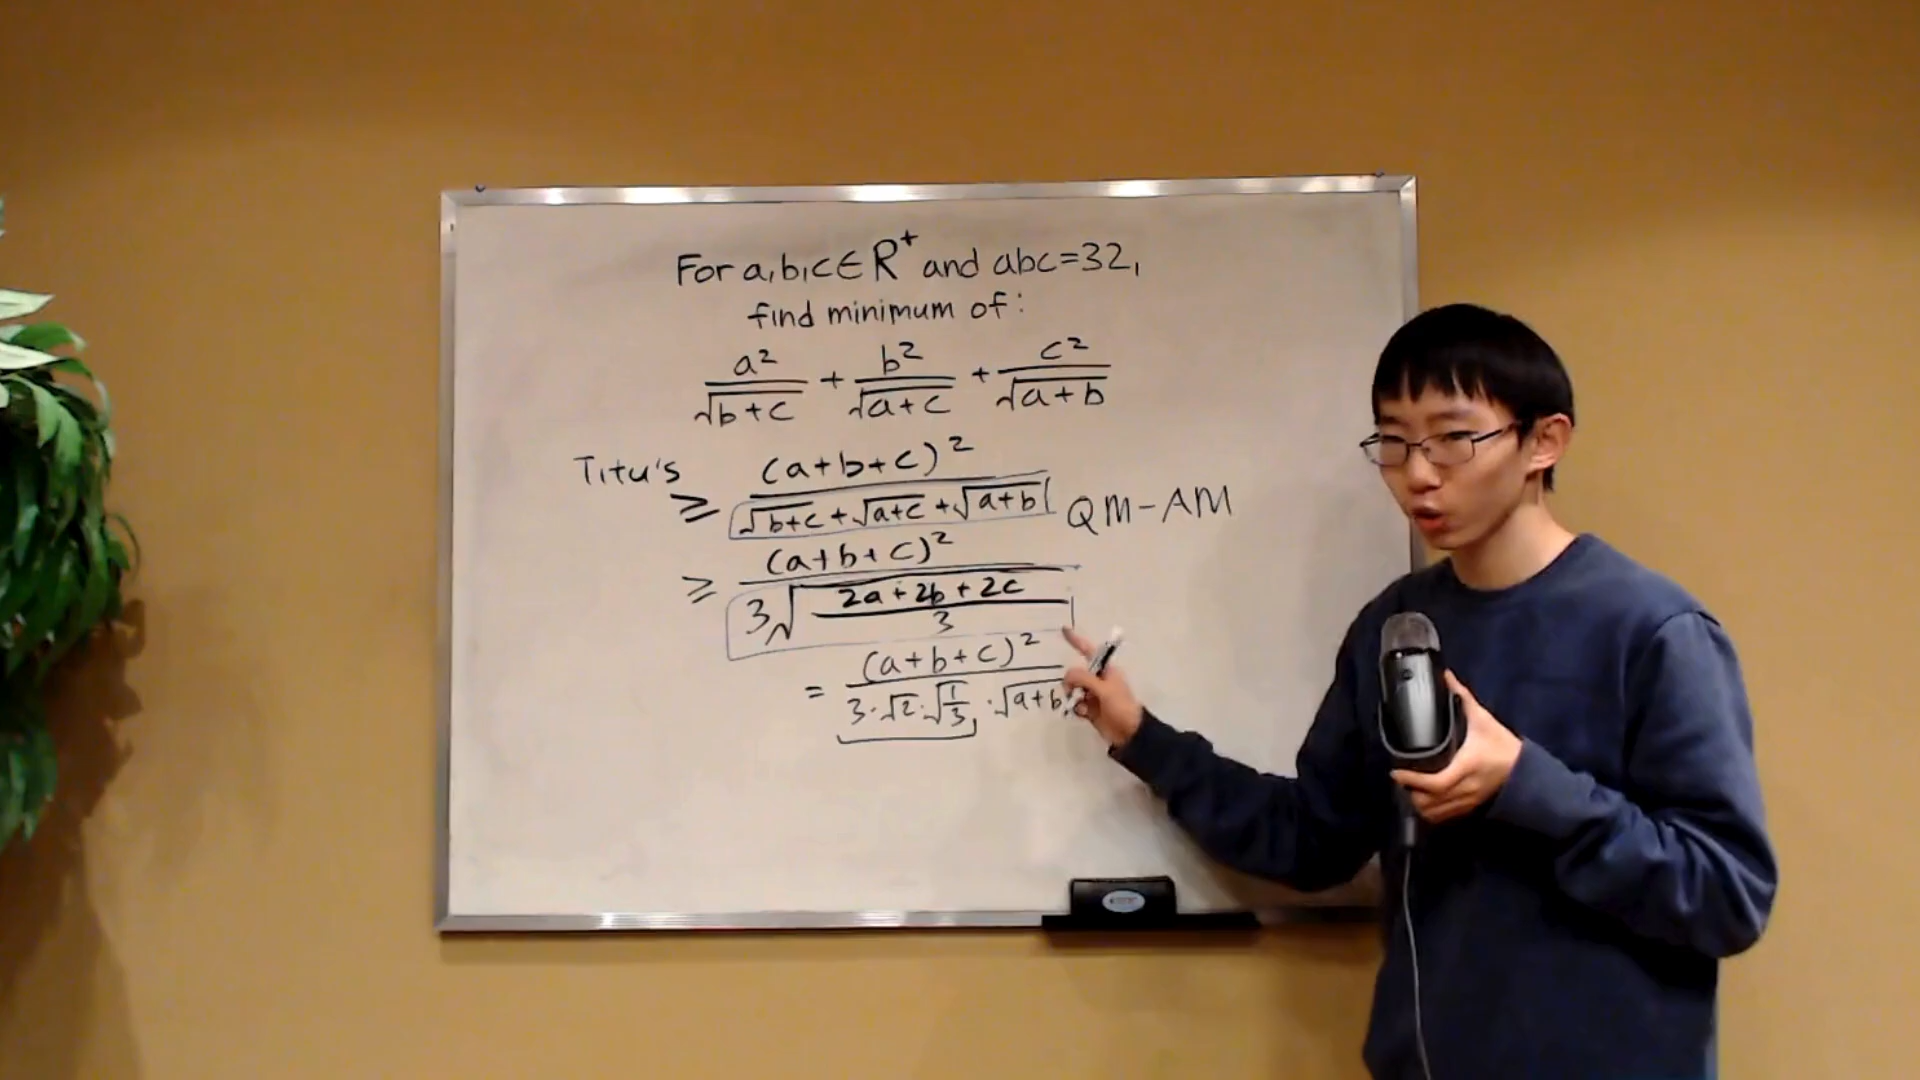 For a,b,c ∈ R⁺ and abc=32,
find minimum of:
a²/√(b+c) + b²/√(a+c) + c²/√(a+b)
Titu's ≥ (a+b+c)²/(√(b+c) + √(a+c) + √(a+b)) QM-AM
≥ (a+b+c)²/(3√((2a+2b+2c)/3))
= (a+b+c)²/(3·√2·√(1/3)·√(a+b